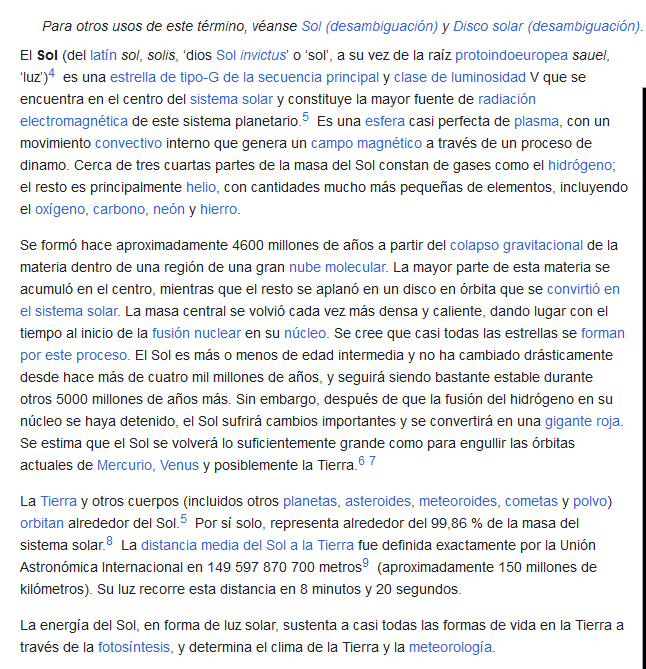 Para otros usos de este término, véanse Sol (desambiguación) y Disco solar (desambiguación).
El Sol (del latín sol, solis, ‘dios Sol invictus’ o ‘sol’, a su vez de la raíz protoindoeuropea sauel,
‘luz’)4 es una estrella de tipo-G de la secuencia principal y clase de luminosidad V que se
encuentra en el centro del sistema solar y constituye la mayor fuente de radiación
electromagnética de este sistema planetario.5 Es una esfera casi perfecta de plasma, con un
movimiento convectivo interno que genera un campo magnético a través de un proceso de
dinamo. Cerca de tres cuartas partes de la masa del Sol constan de gases como el hidrógeno;
el resto es principalmente helio, con cantidades mucho más pequeñas de elementos, incluyendo
el oxígeno, carbono, neón y hierro.
Se formó hace aproximadamente 4600 millones de años a partir del colapso gravitacional de la
materia dentro de una región de una gran nube molecular. La mayor parte de esta materia se
acumuló en el centro, mientras que el resto se aplanó en un disco en órbita que se convirtió en
el sistema solar. La masa central se volvió cada vez más densa y caliente, dando lugar con el
tiempo al inicio de la fusión nuclear en su núcleo. Se cree que casi todas las estrellas se forman
por este proceso. El Sol es más o menos de edad intermedia y no ha cambiado drásticamente
desde hace más de cuatro mil millones de años, y seguirá siendo bastante estable durante
otros 5000 millones de años más. Sin embargo, después de que la fusión del hidrógeno en su
núcleo se haya detenido, el Sol sufrirá cambios importantes y se convertirá en una gigante roja.
Se estima que el Sol se volverá lo suficientemente grande como para engullir las órbitas
actuales de Mercurio, Venus y posiblemente la Tierra.6 7
La Tierra y otros cuerpos (incluidos otros planetas, asteroides, meteoroides, cometas y polvo)
orbitan alrededor del Sol.5 Por sí solo, representa alrededor del 99,86 % de la masa del
sistema solar.8 La distancia media del Sol a la Tierra fue definida exactamente por la Unión
Astronómica Internacional en 149 597 870 700 metros9 (aproximadamente 150 millones de
kilómetros). Su luz recorre esta distancia en 8 minutos y 20 segundos.
La energía del Sol, en forma de luz solar, sustenta a casi todas las formas de vida en la Tierra a
través de la fotosíntesis, y determina el clima de la Tierra y la meteorología.